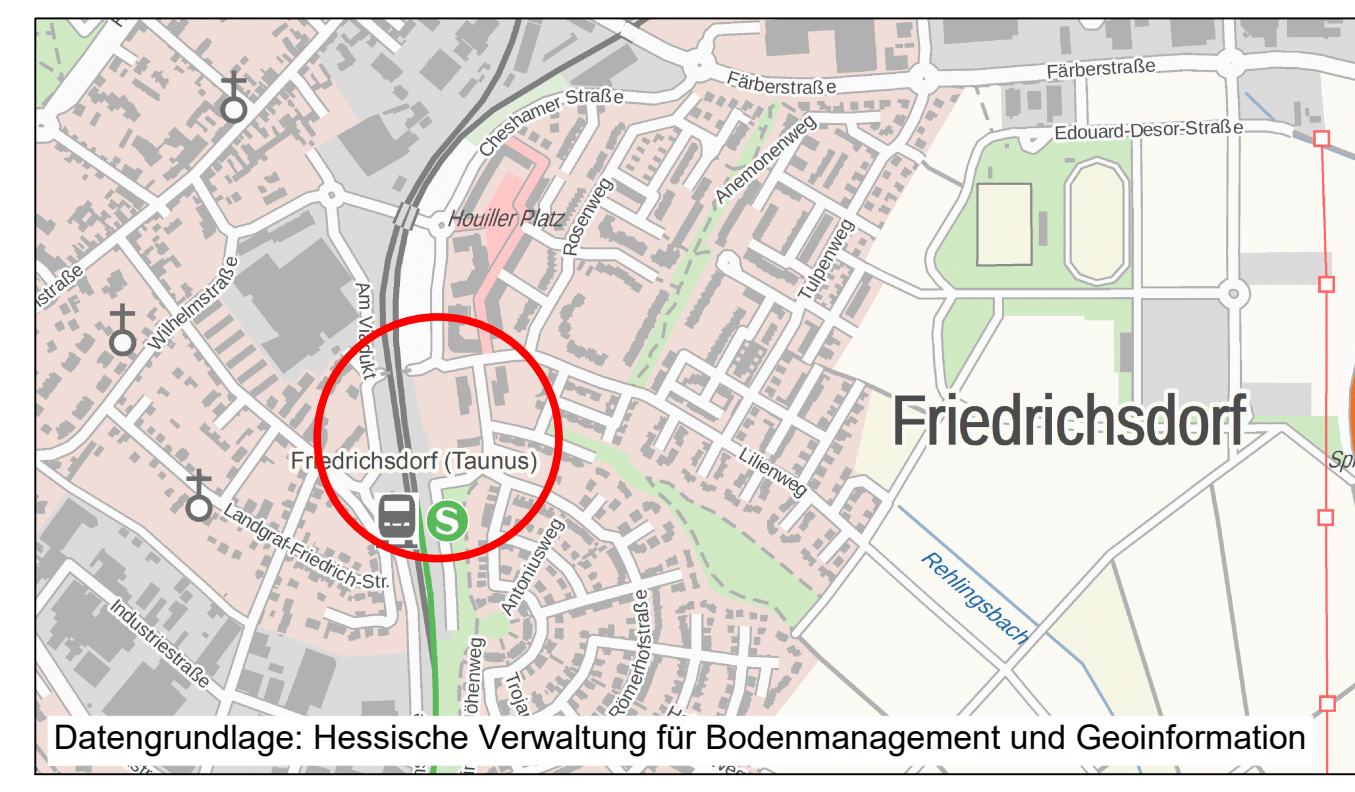 Färberstraße
Färberstraße
Cheshamer Straße
Edouard-Desor-Straße
Anemonenweg
Houiller Platz
Rosenweg
Tulpenweg
straße
Wilhelmstraße
Am Viadukt
Friedrichsdorf
Friedrichsdorf (Taunus)
Lilienweg
S
Landgraf-Friedrich-Str.
Antoniusweg
Rehlingsbach
Industriestraße
Römerhofstraße
Datengrundlage: Hessische Verwaltung für Bodenmanagement und Geoinformation